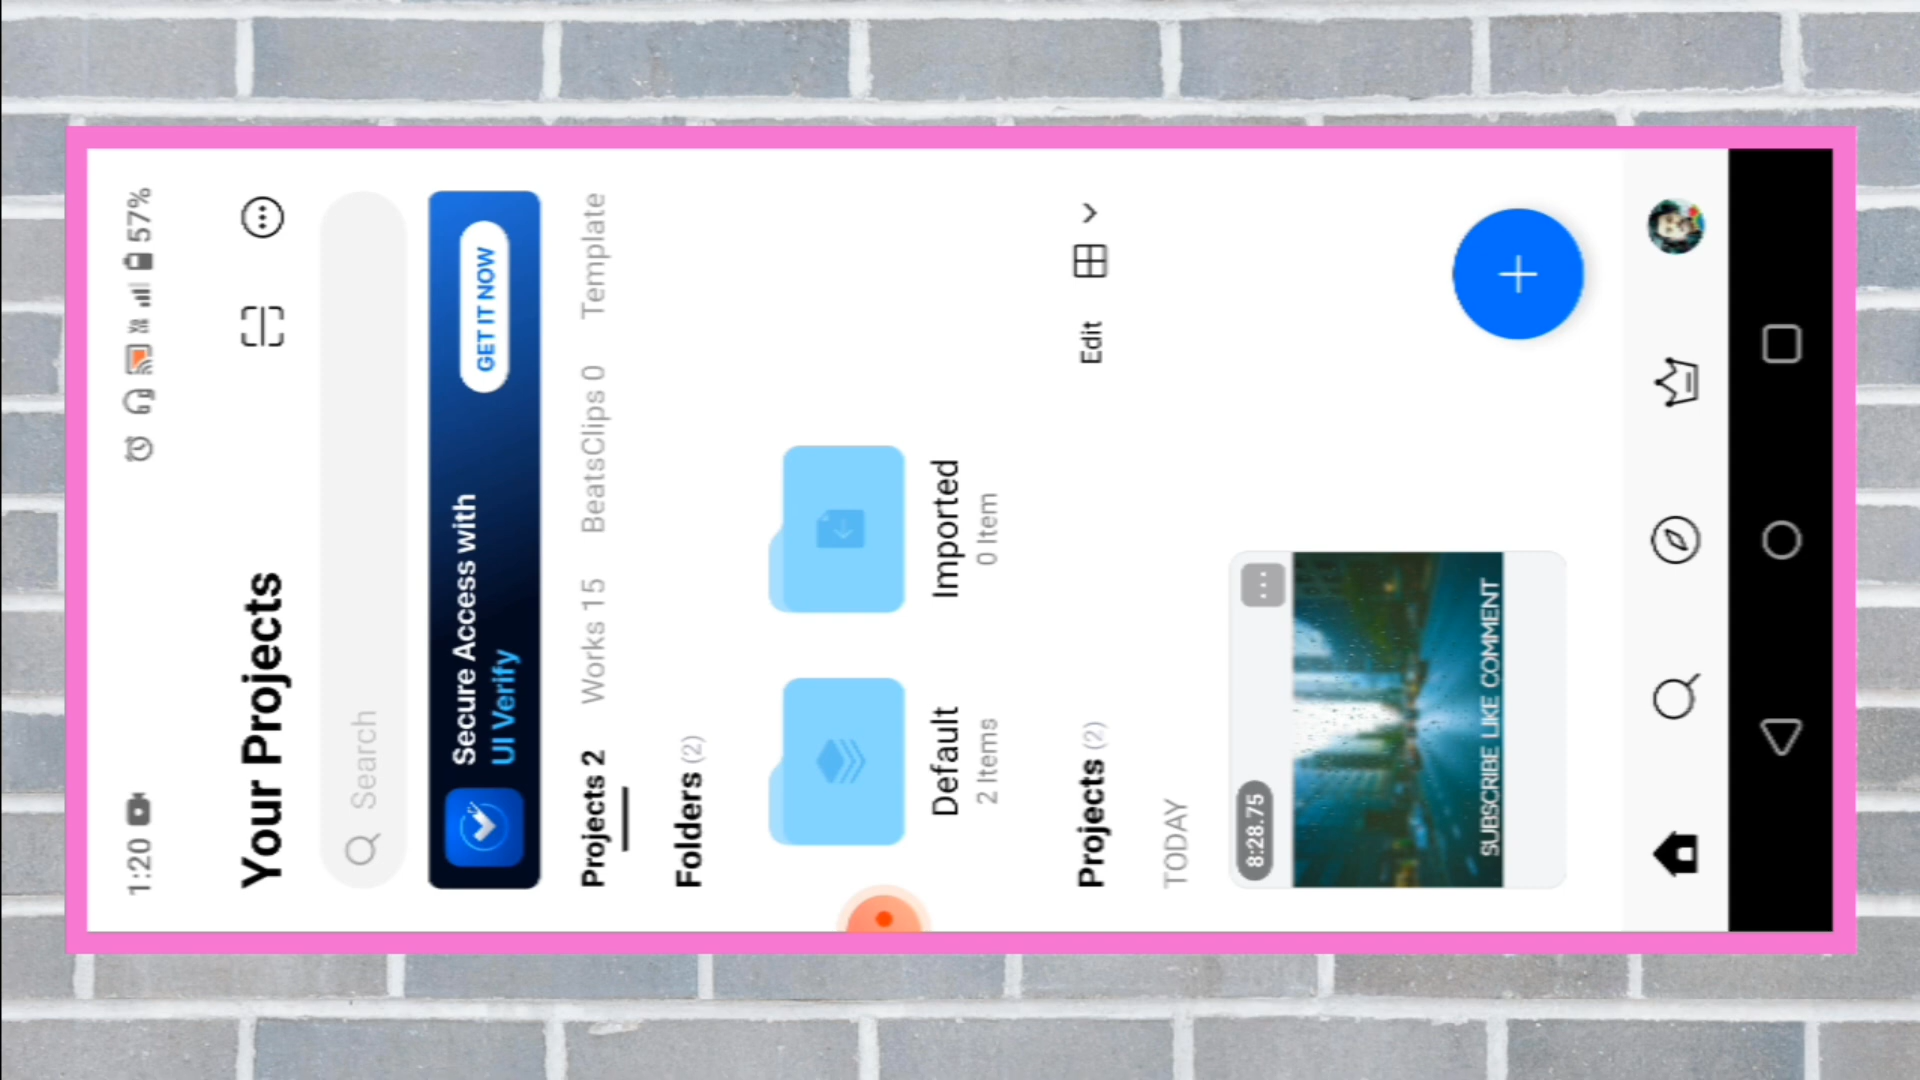 1:20
57%
Your Projects
Search
Secure Access with
UI Verify
GET IT NOW
Projects 2
Works 15
BeatsClips 0
Template
Folders (2)
Default
2 Items
Imported
0 Item
Projects (2)
Edit
TODAY
8:28.75
SUBSCRIBE LIKE COMMENT